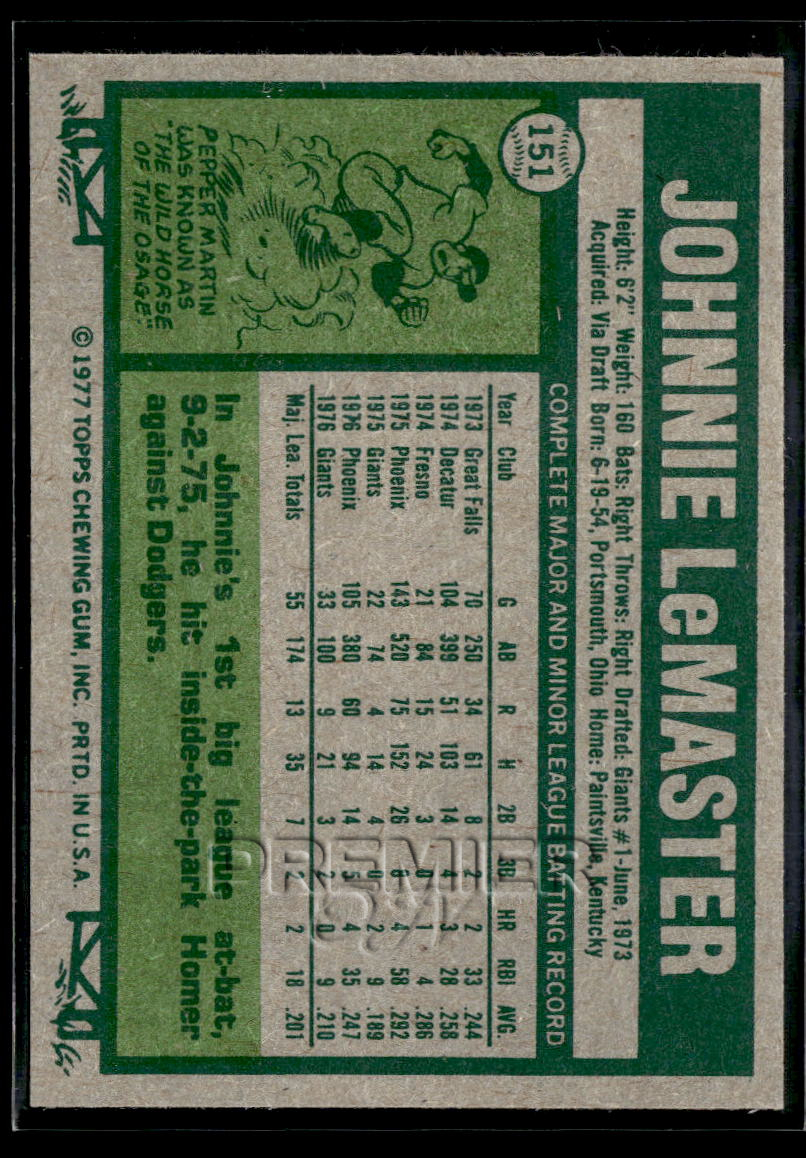 151
JOHNNIE LeMASTER
Height: 6'2" Weight: 160 Bats: Right Throws: Right Drafted: Giants #1-June, 1973
Acquired: Via Draft Born: 6-19-54, Portsmouth, Ohio Home: Paintsville, Kentucky
COMPLETE MAJOR AND MINOR LEAGUE BATTING RECORD
Year Club G AB R H 2B 3B HR RBI AVG.
1973 Great Falls 70 250 34 61 8 2 2 33 .244
1974 Decatur 104 399 51 103 14 4 3 28 .258
1974 Fresno 21 84 15 24 3 0 1 4 .286
1975 Phoenix 143 520 75 152 26 6 4 58 .292
1975 Giants 22 74 4 14 4 0 2 9 .189
1976 Phoenix 105 380 60 94 14 5 4 35 .247
1976 Giants 33 100 9 21 3 2 0 9 .210
Maj. Lea. Totals 55 174 13 35 7 2 2 18 .201
PEPPER MARTIN
WAS KNOWN AS
"THE WILD HORSE
OF THE OSAGE".
In Johnnie's 1st big league at-bat,
9-2-75, he hit inside-the-park Homer
against Dodgers.
© 1977 TOPPS CHEWING GUM, INC. PRTD. IN U.S.A.
PREMIER